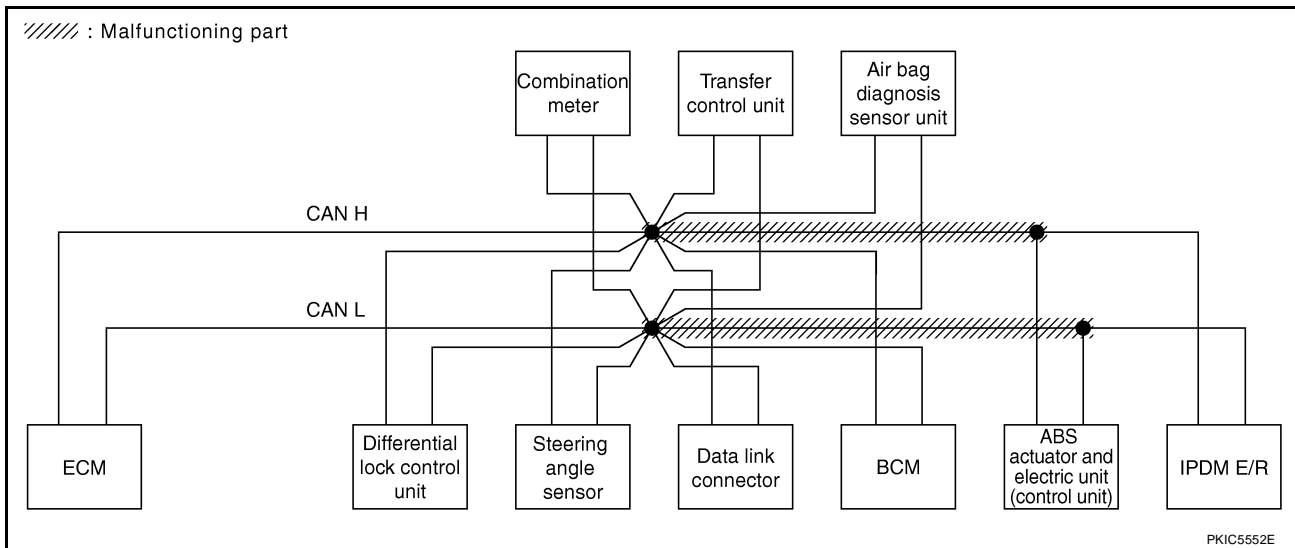 : Malfunctioning part
Combination
meter
Transfer
control unit
Air bag
diagnosis
sensor unit
CAN H
CAN L
ECM
Differential
lock control
unit
Steering
angle
sensor
Data link
connector
BCM
ABS
actuator and
electric unit
(control unit)
IPDM E/R
PKIC5552E